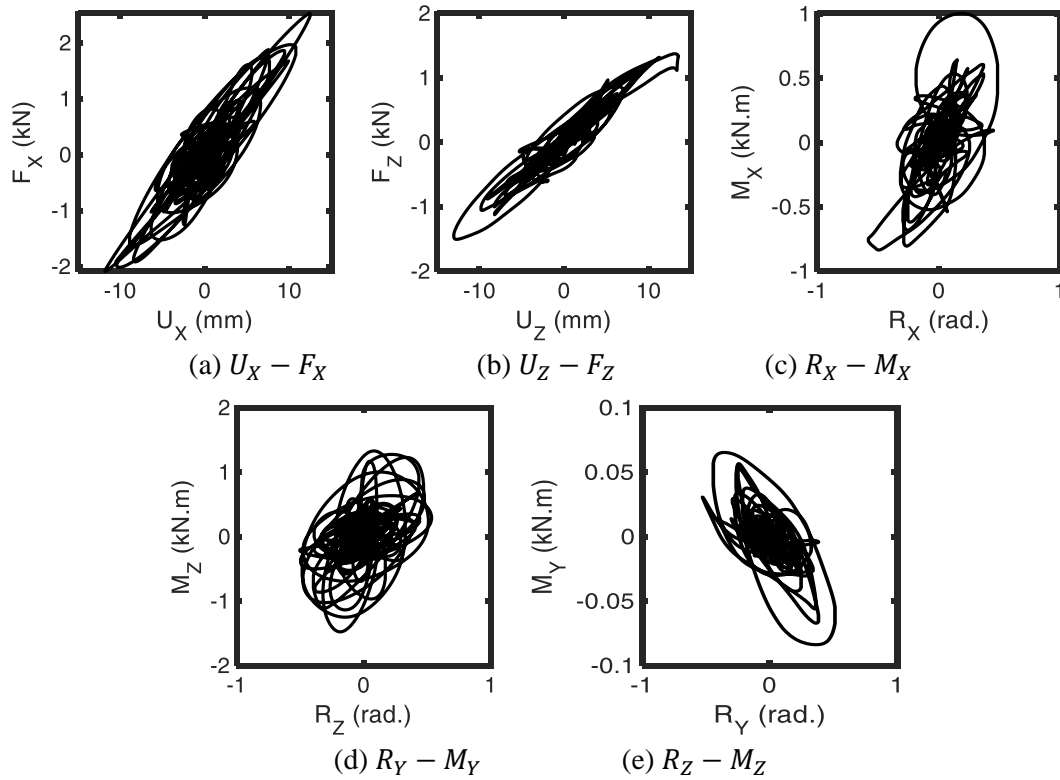 2
1
0
-1
-2
F_X (kN)
-10 0 10
U_X (mm)
(a) U_X − F_X
2
1
0
-1
-2
F_Z (kN)
-10 0 10
U_Z (mm)
(b) U_Z − F_Z
1
0.5
0
-0.5
-1
M_X (kN.m)
-1 0 1
R_X (rad.)
(c) R_X − M_X
2
1
0
-1
-2
M_Z (kN.m)
-1 0 1
R_Z (rad.)
(d) R_Y − M_Y
0.1
0.05
0
-0.05
-0.1
M_Y (kN.m)
-1 0 1
R_Y (rad.)
(e) R_Z − M_Z